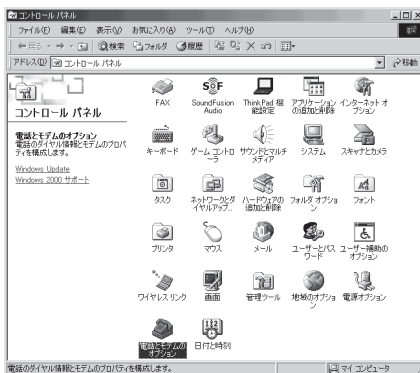 コントロール パネル
ファイル(F) 編集(E) 表示(V) お気に入り(A) ツール(T) ヘルプ(H)
戻る 検索 フォルダ 履歴
アドレス(D) コントロール パネル 移動
コントロール パネル
電話とモデムのオプション
電話のダイヤル情報とモデムのプロパ
ティを構成します。
Windows Update
Windows 2000 サポート
FAX
SoundFusion
Audio
ThinkPad 機
能設定
アプリケーション
の追加と削除
インターネット オ
プション
キーボード
ゲーム コントロ
ーラ
サウンドとマルチ
メディア
システム
スキャナとカメラ
タスク
ネットワークとダ
イヤルアップ...
ハードウェアの
追加と削除
フォルダ オプショ
ン
フォント
プリンタ
マウス
メール
ユーザーとパス
ワード
ユーザー補助の
オプション
ワイヤレス リンク
画面
管理ツール
地域のオプショ
ン
電源オプション
電話とモデムの
オプション
日付と時刻
電話のダイヤル情報とモデムのプロパティを構成します。
マイ コンピュータ